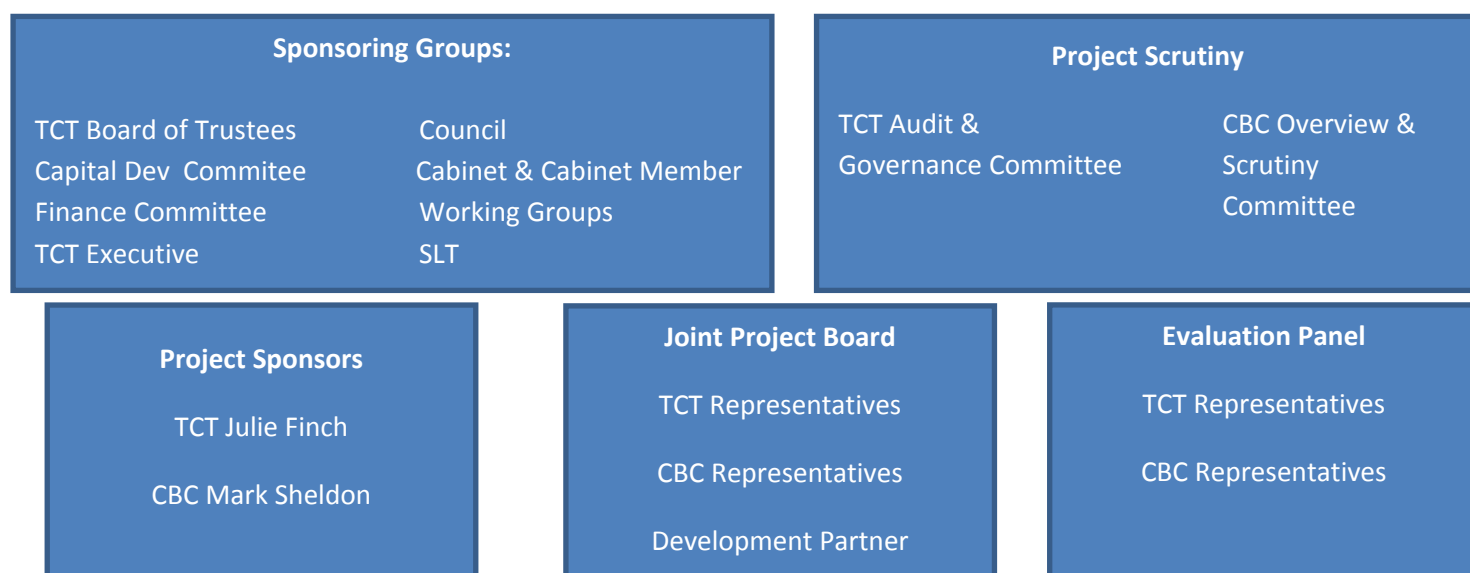 Sponsoring Groups:
TCT Board of Trustees
Capital Dev  Commitee
Finance Committee
TCT Executive
Council
Cabinet & Cabinet Member
Working Groups
SLT
Project Scrutiny
TCT Audit &
Governance Committee
CBC Overview &
Scrutiny
Committee
Project Sponsors
TCT Julie Finch
CBC Mark Sheldon
Joint Project Board
TCT Representatives
CBC Representatives
Development Partner
Evaluation Panel
TCT Representatives
CBC Representatives